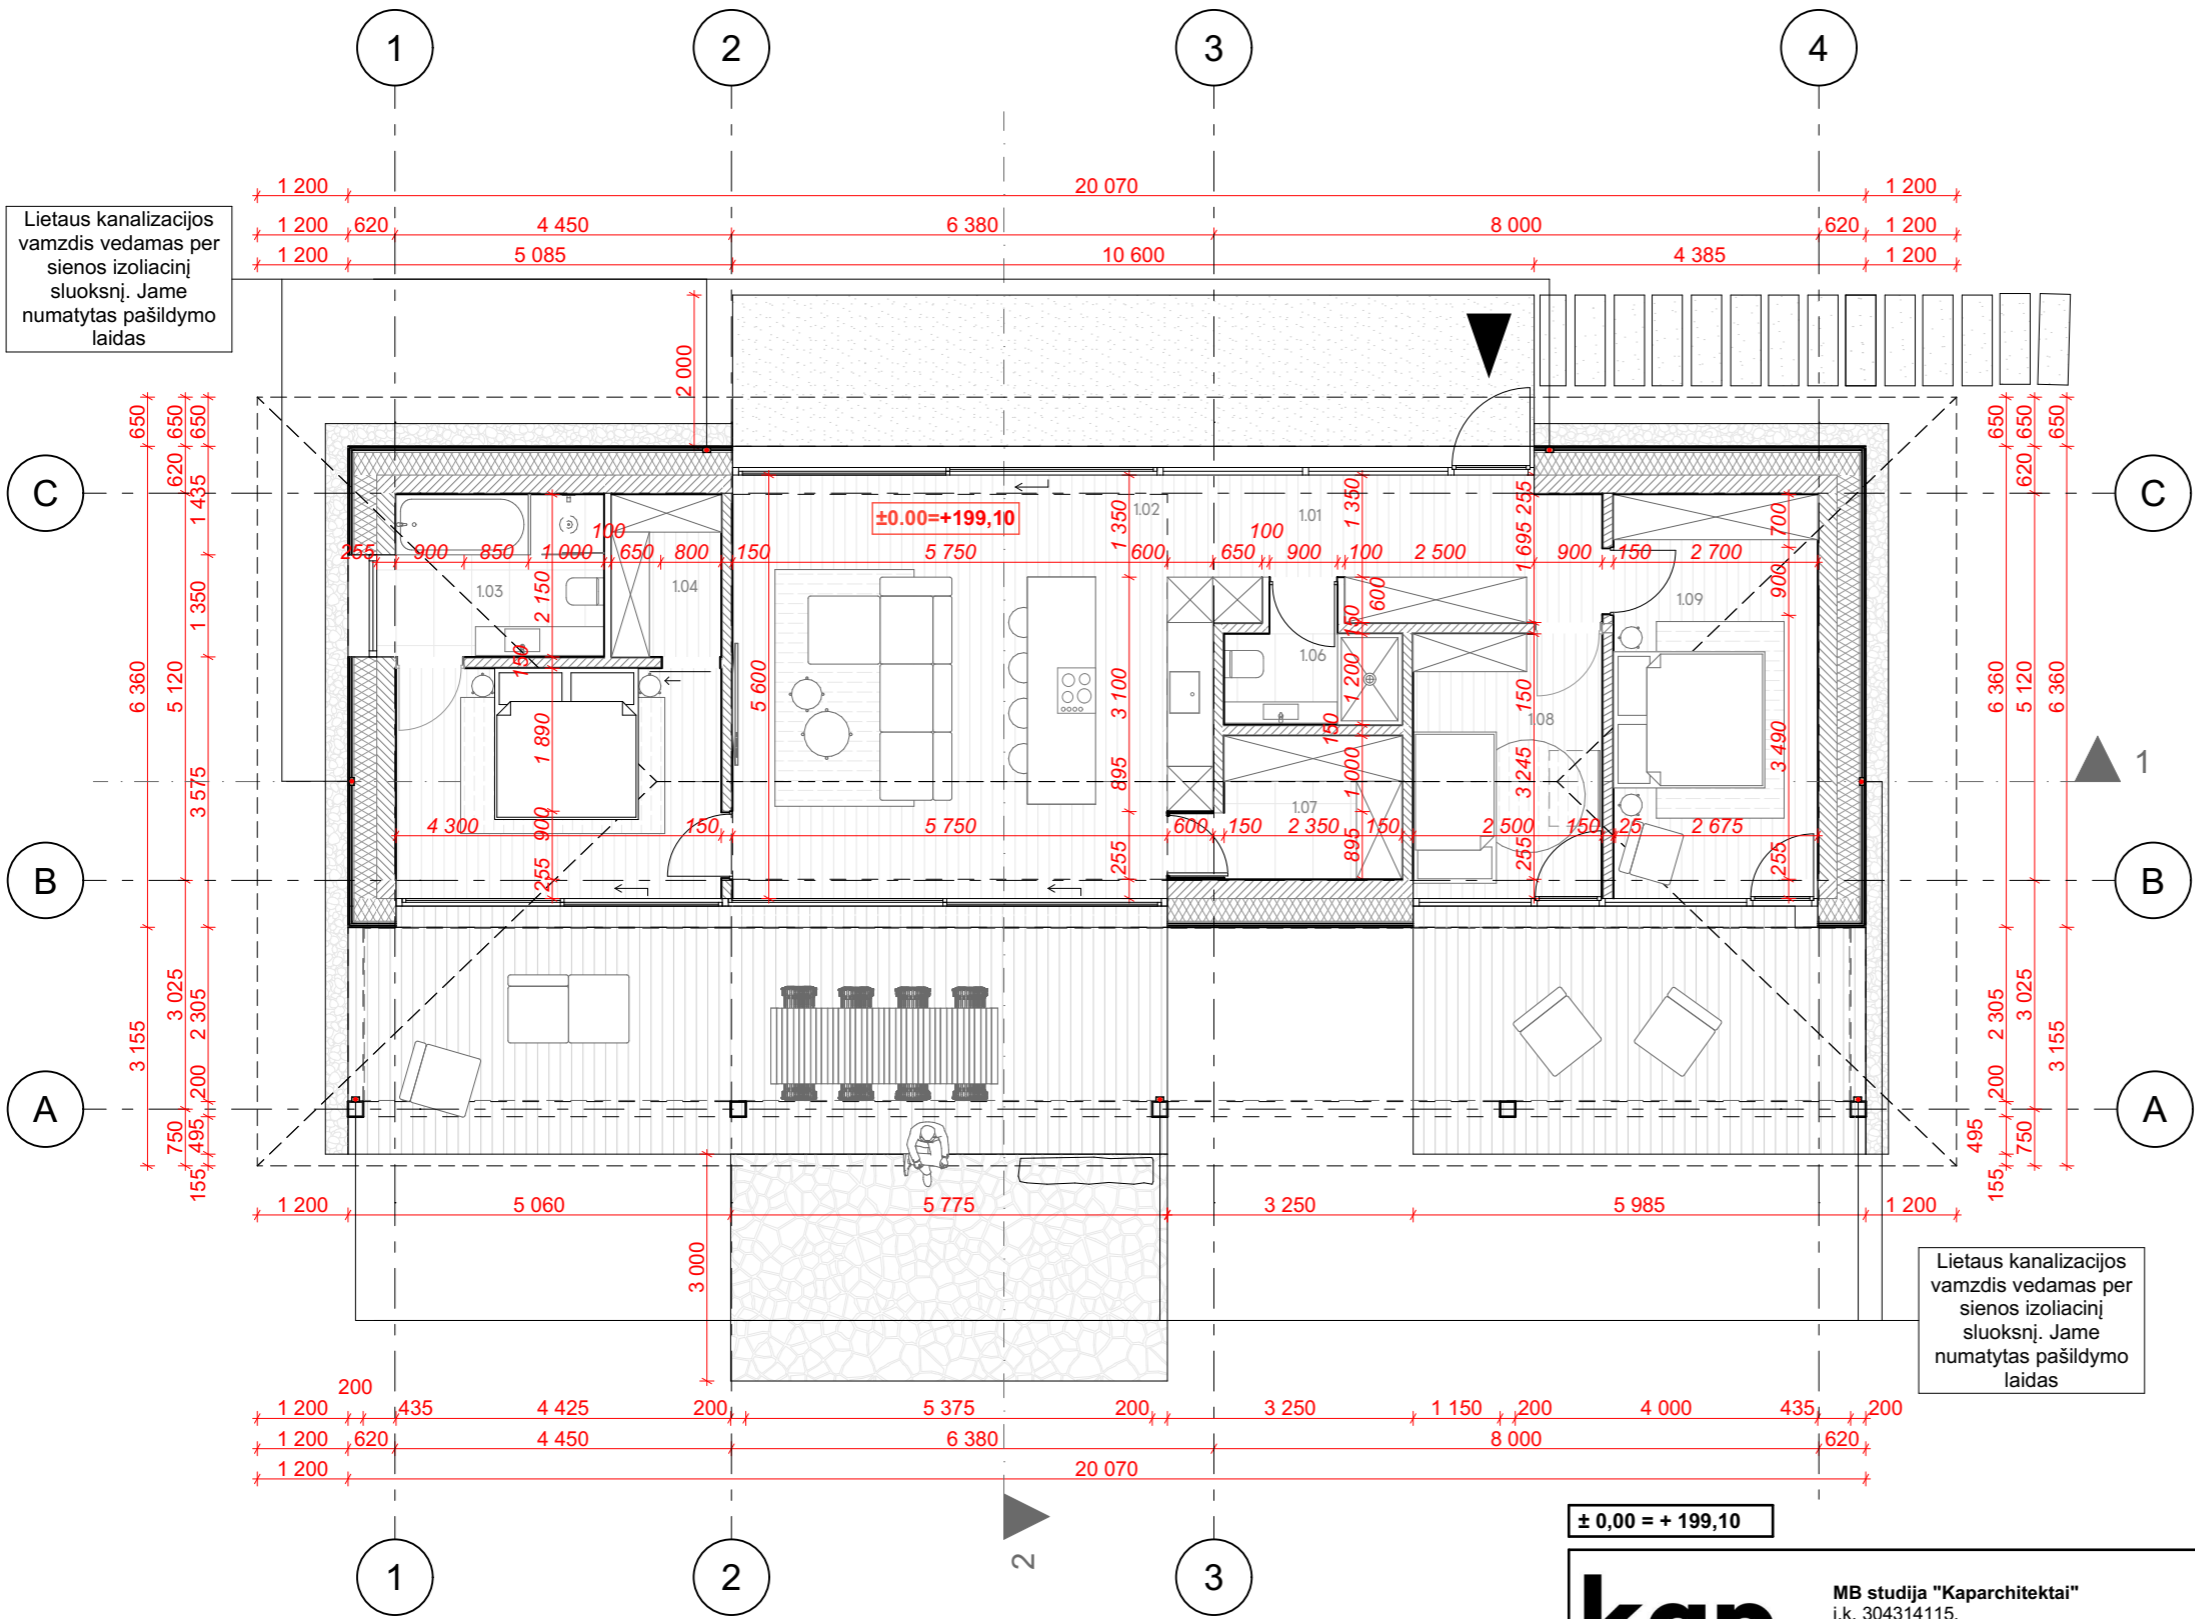 1 2 3 4
1 200 20 070 1 200
1 200 620 4 450 6 380 8 000 620 1 200
1 200 5 085 10 600 4 385 1 200
Lietaus kanalizacijos
vamzdis vedamas per
sienos izoliacinį
sluoksnį. Jame
numatytas pašildymo
laidas
2 000
650 650 650
650 650 650
620 1 435
620
C C
±0.00=+199,10
1.02 1.01
1 350 1 350 255
700
100 100
255 900 850 1 000 650 800 150 5 750 600 650 900 100 2 500 1 695 900 150 2 700
1.03 1.04 1.09
2 150 600 900
1 350
150 150
1.06
6 360 5 120 3 575
5 600 3 100 1 200 150
6 360 5 120 6 360
1.08
1 890 150 3 490
895 1 000 3 245
1
1.07
4 300 900 150 5 750 600 150 2 350 150 2 500 150 25 2 675
255 255 895 255 255
B B
3 155 3 025 2 305
2 305 3 025 3 155
200 200
A A
750 495 495 750
155 155
1 200 5 060 5 775 3 250 5 985 1 200
3 000
Lietaus kanalizacijos
vamzdis vedamas per
sienos izoliacinį
sluoksnį. Jame
numatytas pašildymo
laidas
200
1 200 435 4 425 200 5 375 200 3 250 1 150 200 4 000 435 200
1 200 620 4 450 6 380 8 000 620
1 200 20 070
± 0,00 = + 199,10
2
1 2 3
kap
MB studija "Kaparchitektai"
į.k. 304314115,